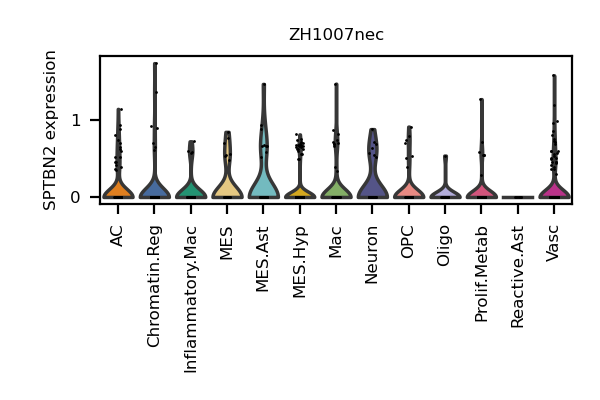 ZH1007nec
SPTBN2 expression
1
0
AC
Chromatin.Reg
Inflammatory.Mac
MES
MES.Ast
MES.Hyp
Mac
Neuron
OPC
Oligo
Prolif.Metab
Reactive.Ast
Vasc